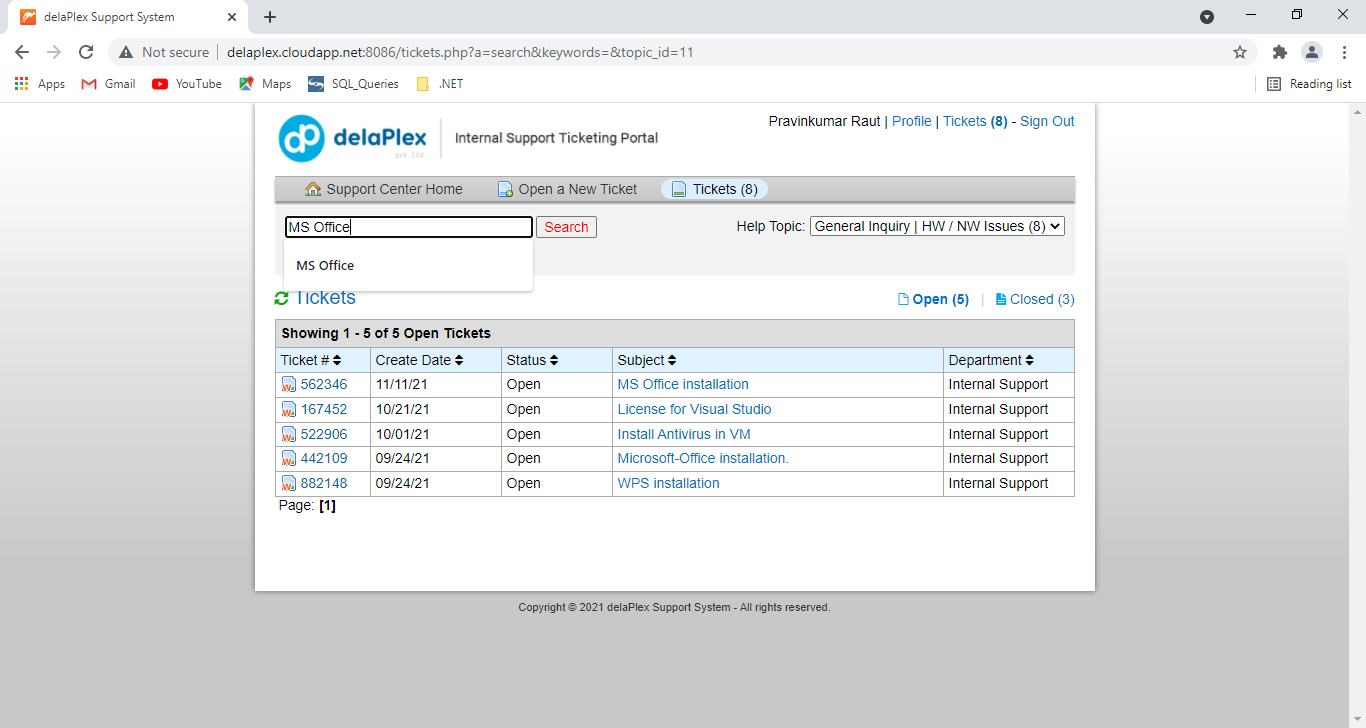 delaPlex Support System
Not secure | delaplex.cloudapp.net:8086/tickets.php?a=search&keywords=&topic_id=11
Apps Gmail YouTube Maps SQL_Queries .NET Reading list
dp delaPlex pvt.ltd. Internal Support Ticketing Portal
Pravinkumar Raut | Profile | Tickets (8) - Sign Out
Support Center Home Open a New Ticket Tickets (8)
MS Office Search Help Topic: General Inquiry | HW / NW Issues (8)
MS Office
Tickets Open (5) | Closed (3)
Showing 1 - 5 of 5 Open Tickets
Ticket # Create Date Status Subject Department
562346 11/11/21 Open MS Office installation Internal Support
167452 10/21/21 Open License for Visual Studio Internal Support
522906 10/01/21 Open Install Antivirus in VM Internal Support
442109 09/24/21 Open Microsoft-Office installation. Internal Support
882148 09/24/21 Open WPS installation Internal Support
Page: [1]
Copyright © 2021 delaPlex Support System - All rights reserved.